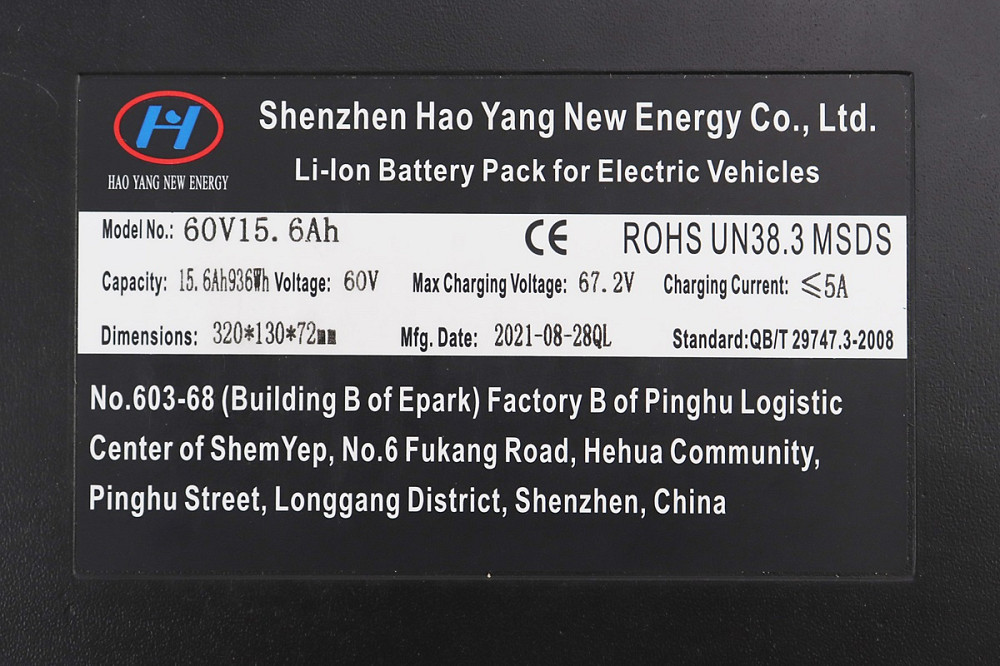 HAO YANG NEW ENERGY
Shenzhen Hao Yang New Energy Co., Ltd.
Li-Ion Battery Pack for Electric Vehicles
Model No.: 60V15.6Ah CE ROHS UN38.3 MSDS
Capacity: 15.6Ah936Wh Voltage: 60V Max Charging Voltage: 67.2V Charging Current: ≤5A
Dimensions: 320*130*72mm Mfg. Date: 2021-08-28QL Standard:QB/T 29747.3-2008
No.603-68 (Building B of Epark) Factory B of Pinghu Logistic
Center of ShemYep, No.6 Fukang Road, Hehua Community,
Pinghu Street, Longgang District, Shenzhen, China